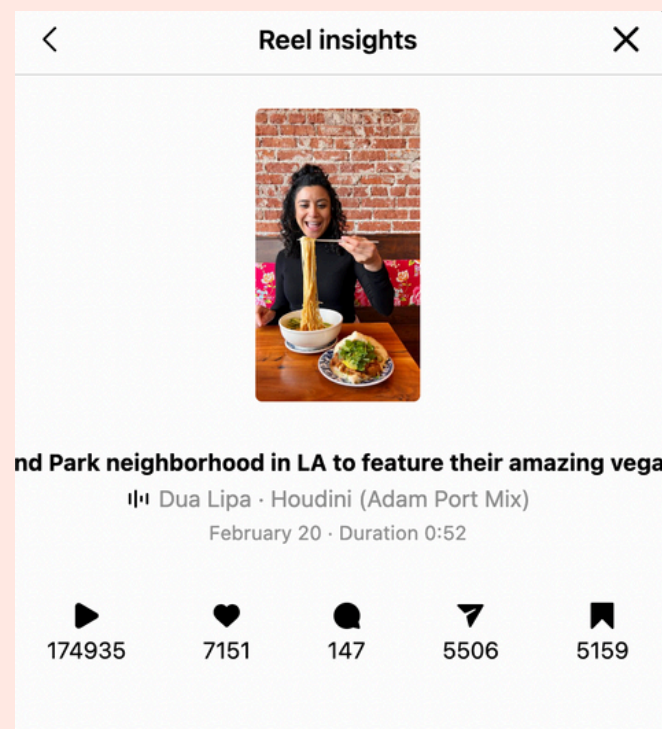 Reel insights
nd Park neighborhood in LA to feature their amazing vega
Dua Lipa · Houdini (Adam Port Mix)
February 20 · Duration 0:52
174935 7151 147 5506 5159